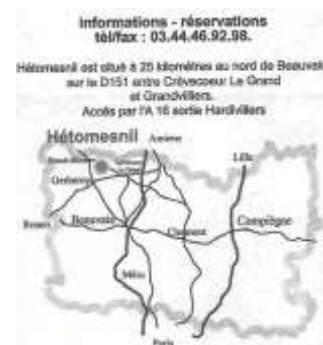 informations - réservations
tél/fax : 03.44.46.92.98.
Hétomesnil est situé à 25 kilomètres au nord de Beauvais
sur la D151 entre Crèvecoeur Le Grand
et Grandvilliers.
Accès par l'A 16 sortie Hardivillers
Hétomesnil
Amiens
Lille
Gerberoy
Rouen
Beauvais
Clermont
Compiègne
Méru
Paris